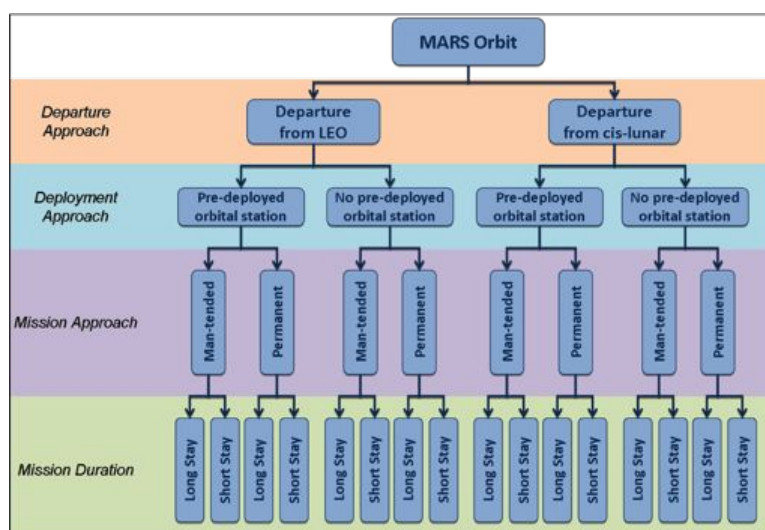 MARS Orbit
Departure
Approach
Departure
from LEO
Departure
from cis-lunar
Deployment
Approach
Pre-deployed
orbital station
No pre-deployed
orbital station
Pre-deployed
orbital station
No pre-deployed
orbital station
Mission Approach
Man-tended
Permanent
Man-tended
Permanent
Man-tended
Permanent
Man-tended
Permanent
Mission Duration
Long Stay
Short Stay
Long Stay
Short Stay
Long Stay
Short Stay
Long Stay
Short Stay
Long Stay
Short Stay
Long Stay
Short Stay
Long Stay
Short Stay
Long Stay
Short Stay